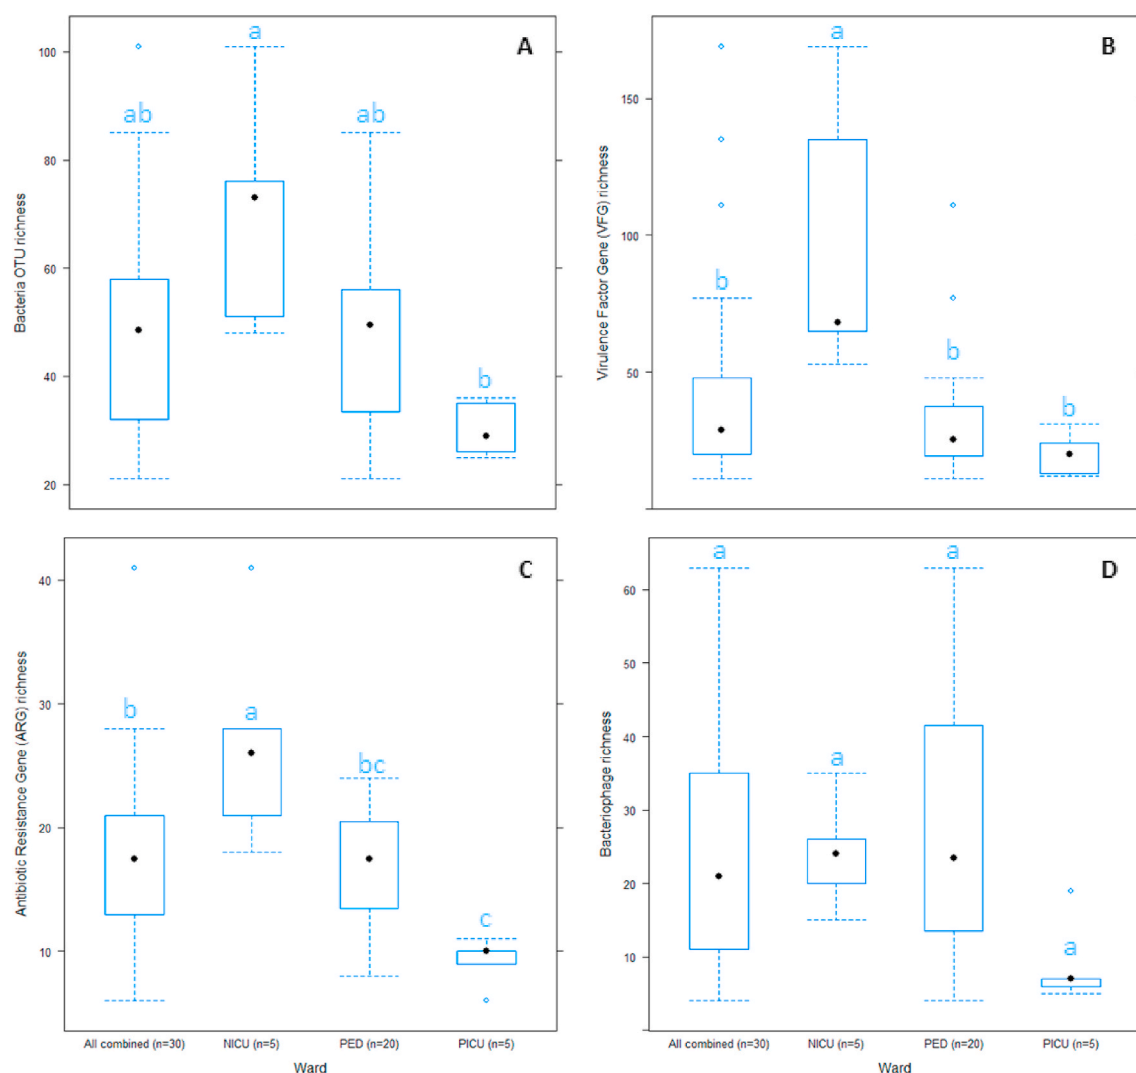 A
a
ab
ab
b
100
80
60
40
20
Bacteria OTU richness
B
a
b
b
b
150
100
50
Virulence Factor Gene (VFG) richness
C
b
a
bc
c
40
30
20
10
Antibiotic Resistance Gene (ARG) richness
All combined (n=30) NICU (n=5) PED (n=20) PICU (n=5)
Ward
D
a
a
a
a
60
50
40
30
20
10
Bacteriophage richness
All combined (n=30) NICU (n=5) PED (n=20) PICU (n=5)
Ward